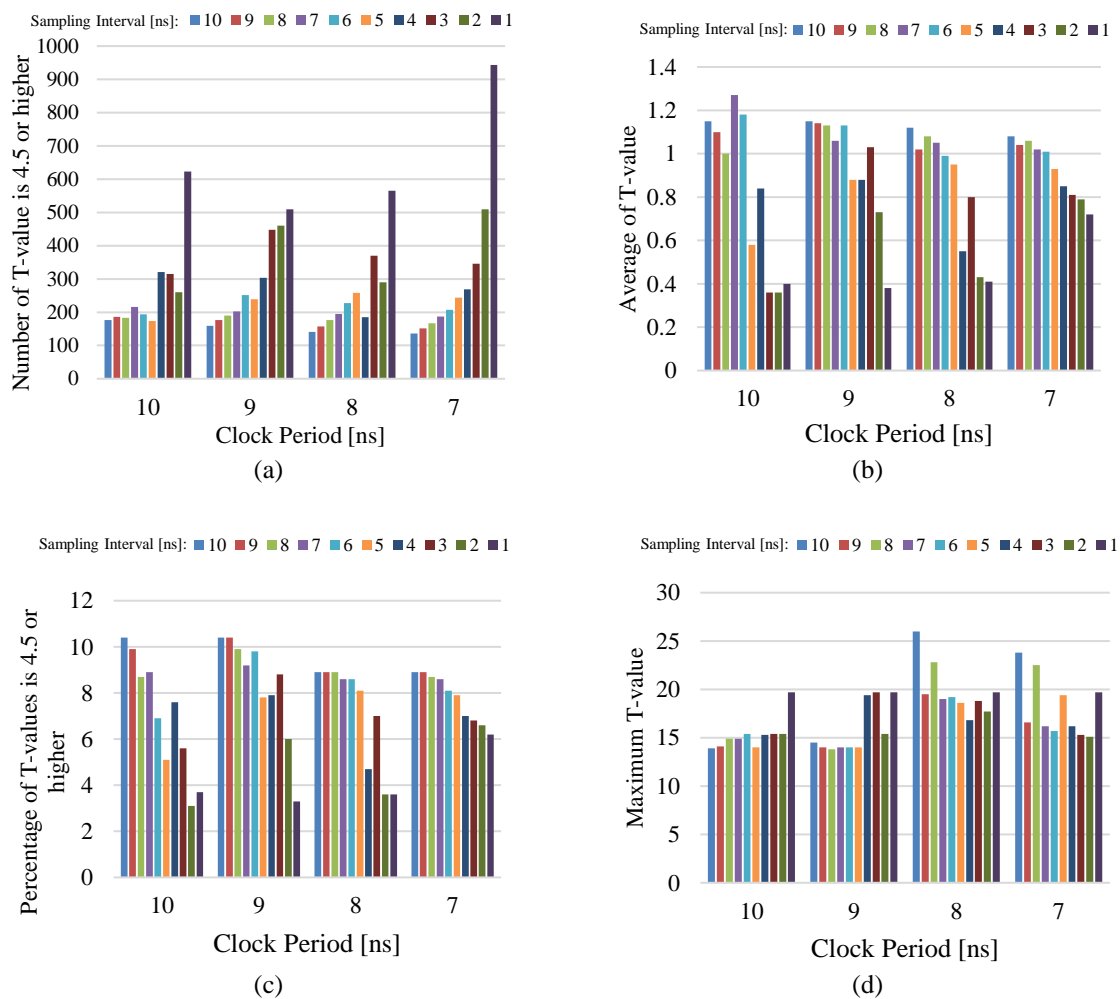 Sampling Interval [ns]: 10 9 8 7 6 5 4 3 2 1
Number of T-value is 4.5 or higher
1000
900
800
700
600
500
400
300
200
100
0
10 9 8 7
Clock Period [ns]
(a)
Sampling Interval [ns]: 10 9 8 7 6 5 4 3 2 1
Average of T-value
1.4
1.2
1
0.8
0.6
0.4
0.2
0
10 9 8 7
Clock Period [ns]
(b)
Sampling Interval [ns]: 10 9 8 7 6 5 4 3 2 1
Percentage of T-values is 4.5 or
higher
12
10
8
6
4
2
0
10 9 8 7
Clock Period [ns]
(c)
Sampling Interval [ns]: 10 9 8 7 6 5 4 3 2 1
Maximum T-value
30
25
20
15
10
5
0
10 9 8 7
Clock Period [ns]
(d)